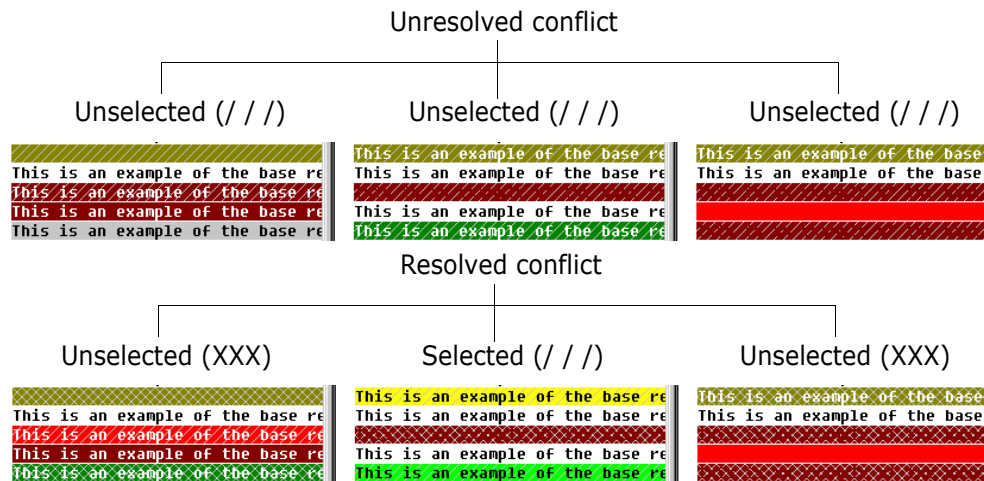 Unresolved conflict
Unselected (/ / /)
Unselected (/ / /)
Unselected (/ / /)
This is an example of the base re
This is an example of the base re
This is an example of the base re
This is an example of the base re
This is an example of the base re
This is an example of the base re
This is an example of the base re
This is an example of the base re
This is an example of the base
This is an example of the base
Resolved conflict
Unselected (XXX)
Selected (/ / /)
Unselected (XXX)
This is an example of the base re
This is an example of the base re
This is an example of the base re
This is an example of the base re
This is an example of the base re
This is an example of the base re
This is an example of the base re
This is an example of the base re
This is an example of the base
This is an example of the base